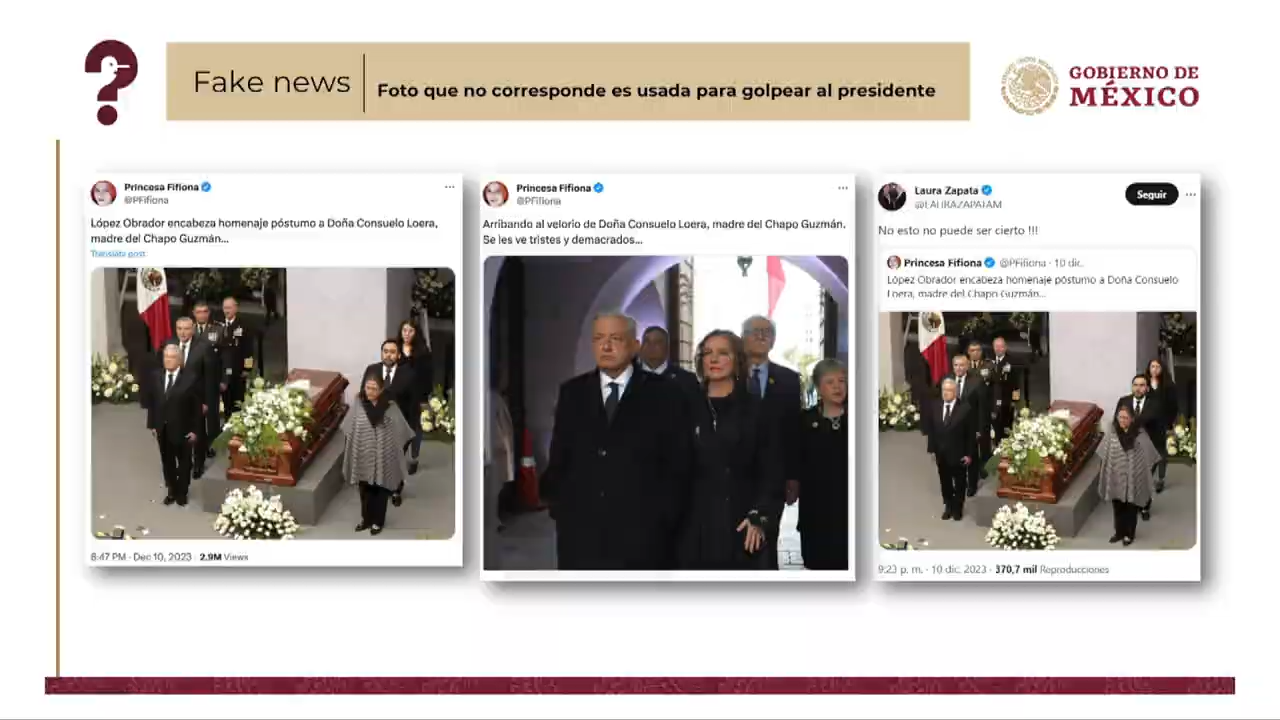 Fake news
Foto que no corresponde es usada para golpear al presidente
GOBIERNO DE
MÉXICO
Princesa Fifiona
@PFifiona
López Obrador encabeza homenaje póstumo a Doña Consuelo Loera,
madre del Chapo Guzmán...
Translate post
8:47 PM · Dec 10, 2023 · 2.9M Views
Princesa Fifiona
@PFifiona
Arribando al velorio de Doña Consuelo Loera, madre del Chapo Guzmán.
Se les ve tristes y demacrados...
Laura Zapata
@LAURAZAPATAM
Seguir
No esto no puede ser cierto !!!
Princesa Fifiona @PFifiona · 10 dic.
López Obrador encabeza homenaje póstumo a Doña Consuelo
Loera, madre del Chapo Guzmán...
9:23 p. m. · 10 dic. 2023 · 370,7 mil Reproducciones